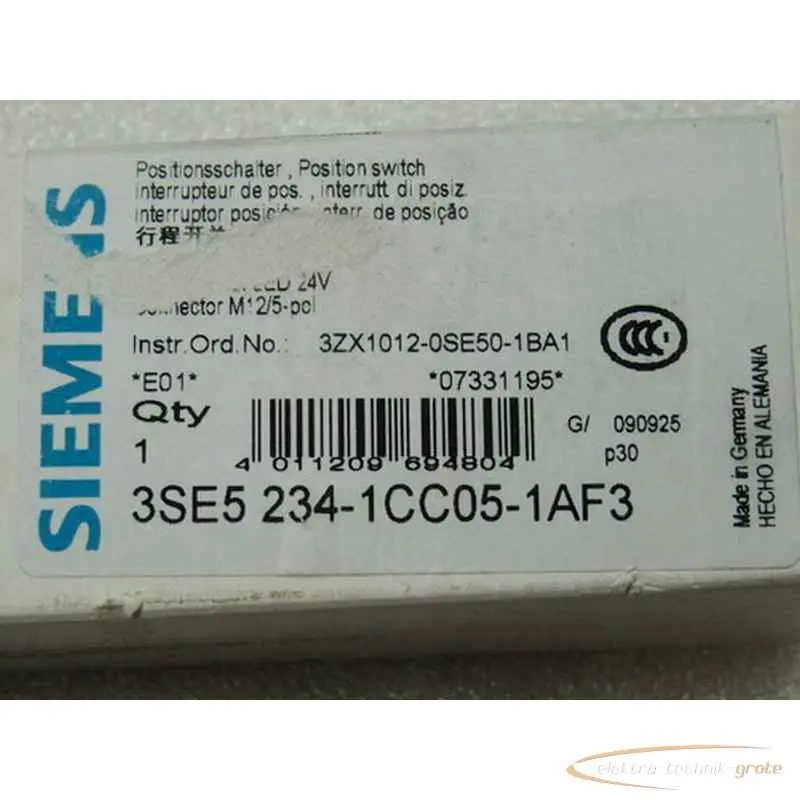 SIEMENS
Positionsschalter , Position switch
interrupteur de pos. , interrutt. di posiz.
interruptor posición, interr. de posição
行程开关
LED 24V
connector M12/5-pol
Instr.Ord.No.: 3ZX1012-0SE50-1BA1
*E01* *07331195*
Qty
1
4 011209 694804
G/ 090925
p30
3SE5 234-1CC05-1AF3
Made in Germany
HECHO EN ALEMANIA
CCC
elektro-technik-grote